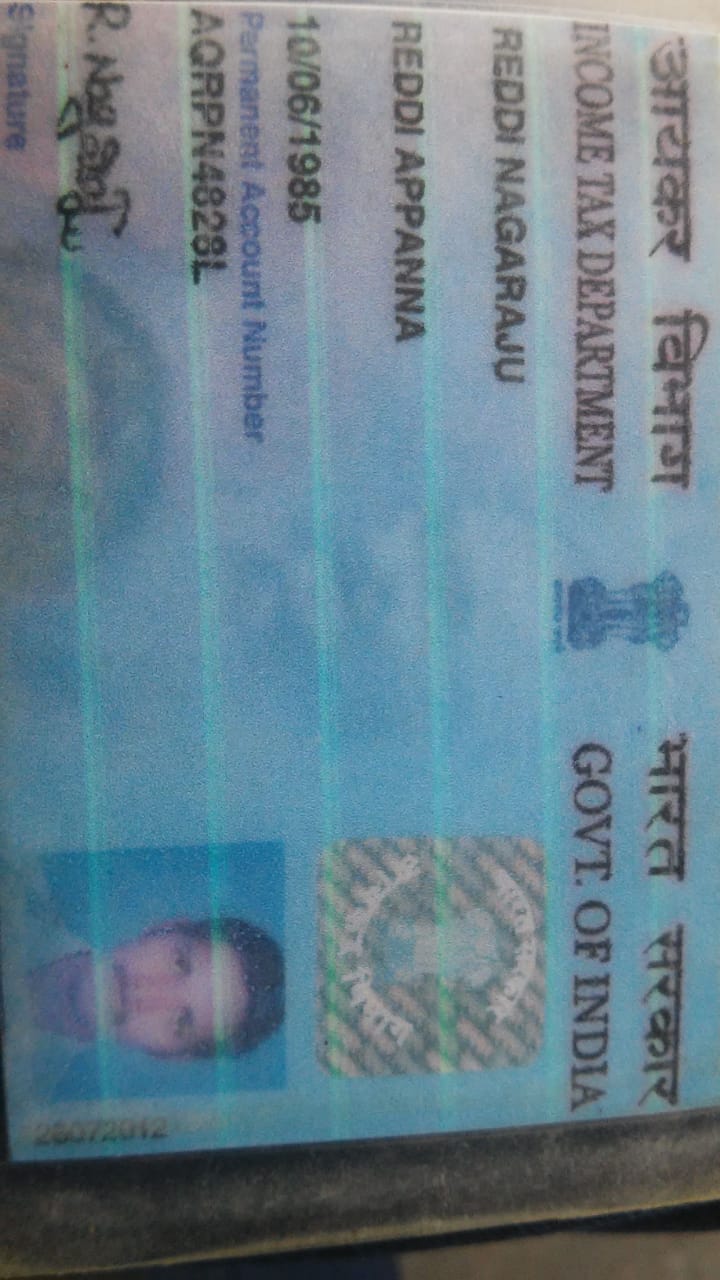 आयकर विभाग
INCOME TAX DEPARTMENT
भारत सरकार
GOVT. OF INDIA
REDDI NAGARAJU
REDDI APPANNA
10/06/1985
Permanent Account Number
AQRPN4828L
Signature
28072012